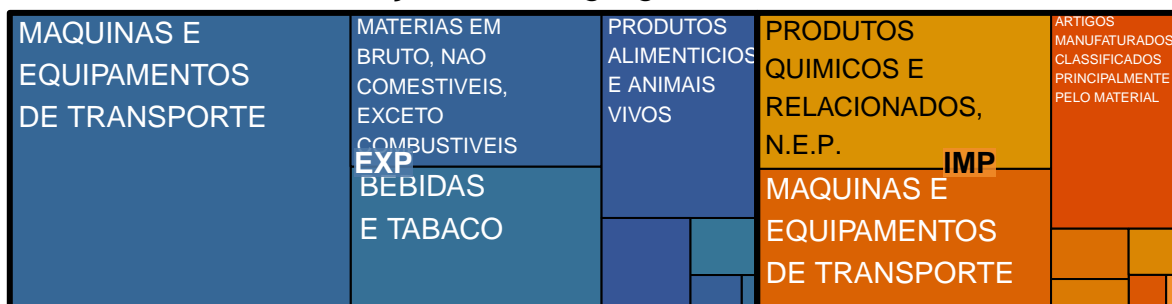 MAQUINAS E
EQUIPAMENTOS
DE TRANSPORTE
MATERIAS EM
BRUTO, NAO
COMESTIVEIS,
EXCETO
COMBUSTIVEIS
EXP
BEBIDAS
E TABACO
PRODUTOS
ALIMENTICIOS
E ANIMAIS
VIVOS
PRODUTOS
QUIMICOS E
RELACIONADOS,
N.E.P.
IMP
MAQUINAS E
EQUIPAMENTOS
DE TRANSPORTE
ARTIGOS
MANUFATURADOS
CLASSIFICADOS
PRINCIPALMENTE
PELO MATERIAL